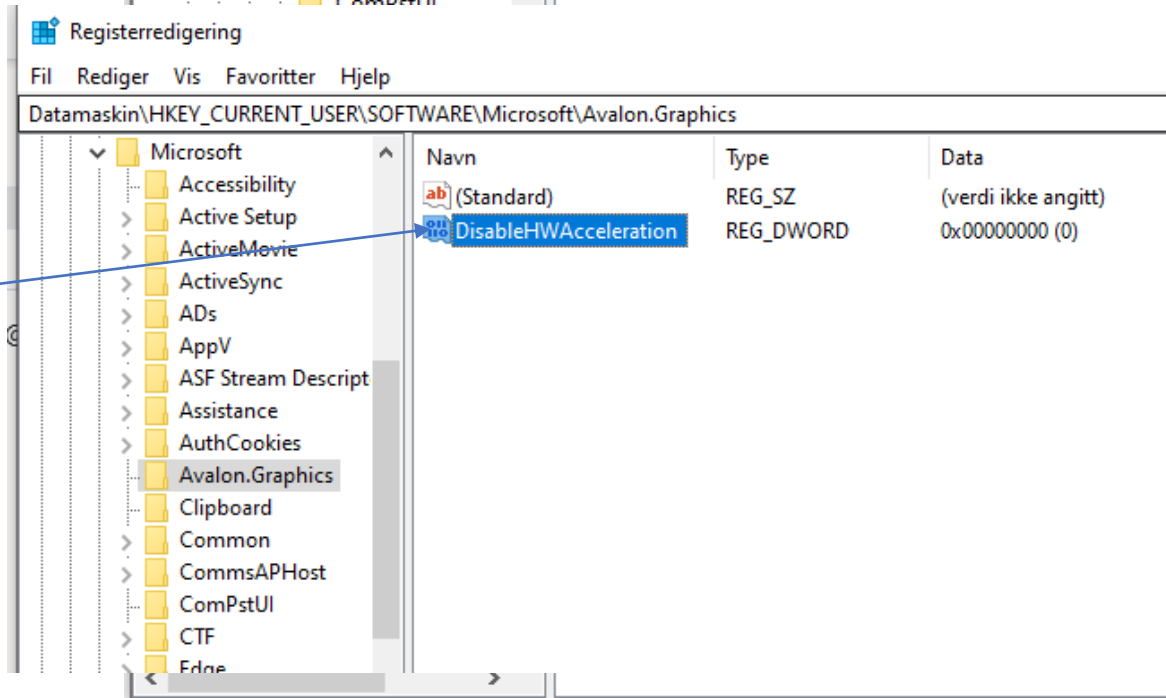 ComPstUI
Registerredigering
Fil Rediger Vis Favoritter Hjelp
Datamaskin\HKEY_CURRENT_USER\SOFTWARE\Microsoft\Avalon.Graphics
Microsoft
Accessibility
Active Setup
ActiveMovie
ActiveSync
ADs
AppV
ASF Stream Descript
Assistance
AuthCookies
Avalon.Graphics
Clipboard
Common
CommsAPHost
ComPstUI
CTF
Edge
Navn Type Data
(Standard) REG_SZ (verdi ikke angitt)
DisableHWAcceleration REG_DWORD 0x00000000 (0)